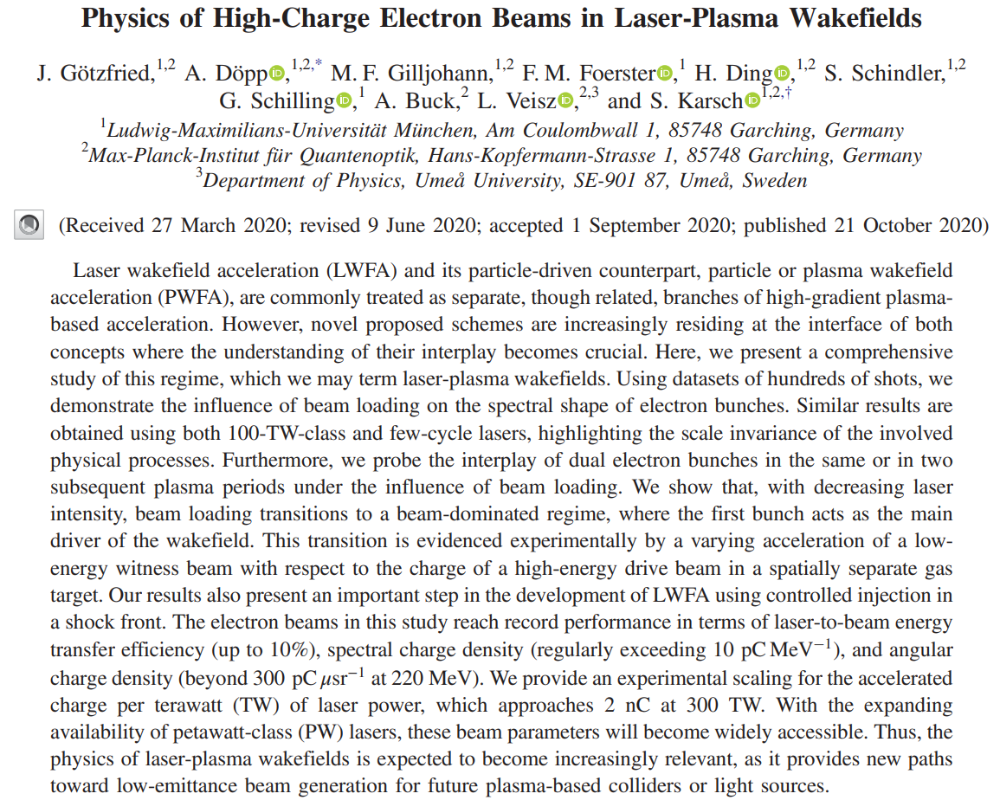 Physics of High-Charge Electron Beams in Laser-Plasma Wakefields
J. Götzfried,1,2 A. Döpp iD,1,2,* M. F. Gilljohann,1,2 F. M. Foerster iD,1 H. Ding iD,1,2 S. Schindler,1,2
G. Schilling iD,1 A. Buck,2 L. Veisz iD,2,3 and S. Karsch iD1,2,†
1Ludwig-Maximilians-Universität München, Am Coulombwall 1, 85748 Garching, Germany
2Max-Planck-Institut für Quantenoptik, Hans-Kopfermann-Strasse 1, 85748 Garching, Germany
3Department of Physics, Umeå University, SE-901 87, Umeå, Sweden
(Received 27 March 2020; revised 9 June 2020; accepted 1 September 2020; published 21 October 2020)
Laser wakefield acceleration (LWFA) and its particle-driven counterpart, particle or plasma wakefield
acceleration (PWFA), are commonly treated as separate, though related, branches of high-gradient plasma-
based acceleration. However, novel proposed schemes are increasingly residing at the interface of both
concepts where the understanding of their interplay becomes crucial. Here, we present a comprehensive
study of this regime, which we may term laser-plasma wakefields. Using datasets of hundreds of shots, we
demonstrate the influence of beam loading on the spectral shape of electron bunches. Similar results are
obtained using both 100-TW-class and few-cycle lasers, highlighting the scale invariance of the involved
physical processes. Furthermore, we probe the interplay of dual electron bunches in the same or in two
subsequent plasma periods under the influence of beam loading. We show that, with decreasing laser
intensity, beam loading transitions to a beam-dominated regime, where the first bunch acts as the main
driver of the wakefield. This transition is evidenced experimentally by a varying acceleration of a low-
energy witness beam with respect to the charge of a high-energy drive beam in a spatially separate gas
target. Our results also present an important step in the development of LWFA using controlled injection in
a shock front. The electron beams in this study reach record performance in terms of laser-to-beam energy
transfer efficiency (up to 10%), spectral charge density (regularly exceeding 10 pC MeV−1), and angular
charge density (beyond 300 pC μsr−1 at 220 MeV). We provide an experimental scaling for the accelerated
charge per terawatt (TW) of laser power, which approaches 2 nC at 300 TW. With the expanding
availability of petawatt-class (PW) lasers, these beam parameters will become widely accessible. Thus, the
physics of laser-plasma wakefields is expected to become increasingly relevant, as it provides new paths
toward low-emittance beam generation for future plasma-based colliders or light sources.